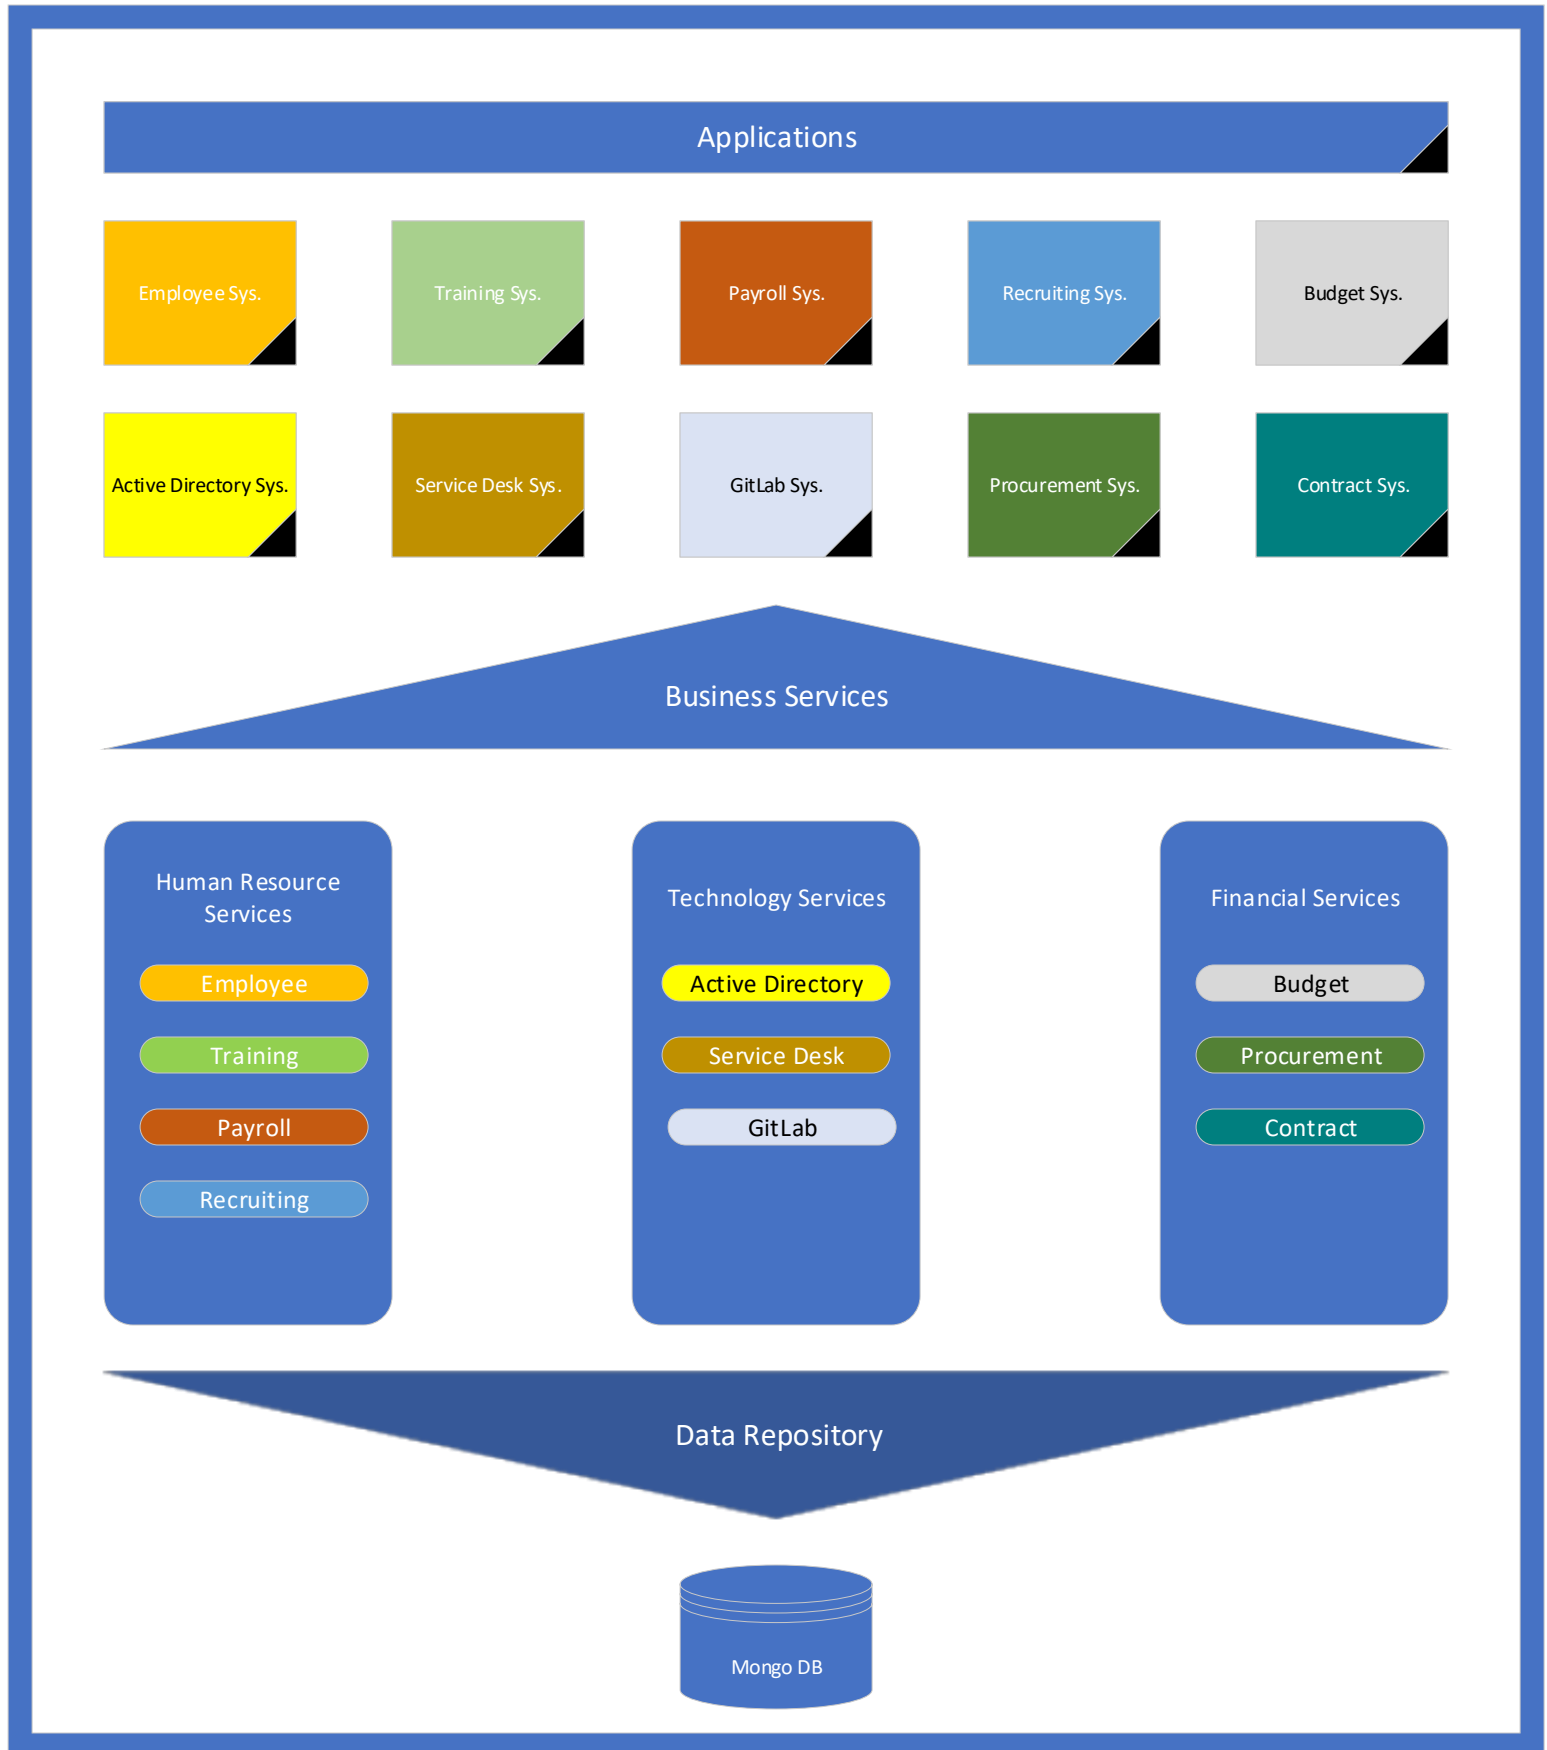 Applications
Employee Sys.
Training Sys.
Payroll Sys.
Recruiting Sys.
Budget Sys.
Active Directory Sys.
Service Desk Sys.
GitLab Sys.
Procurement Sys.
Contract Sys.
Business Services
Human Resource
Services
Employee
Training
Payroll
Recruiting
Technology Services
Active Directory
Service Desk
GitLab
Financial Services
Budget
Procurement
Contract
Data Repository
Mongo DB